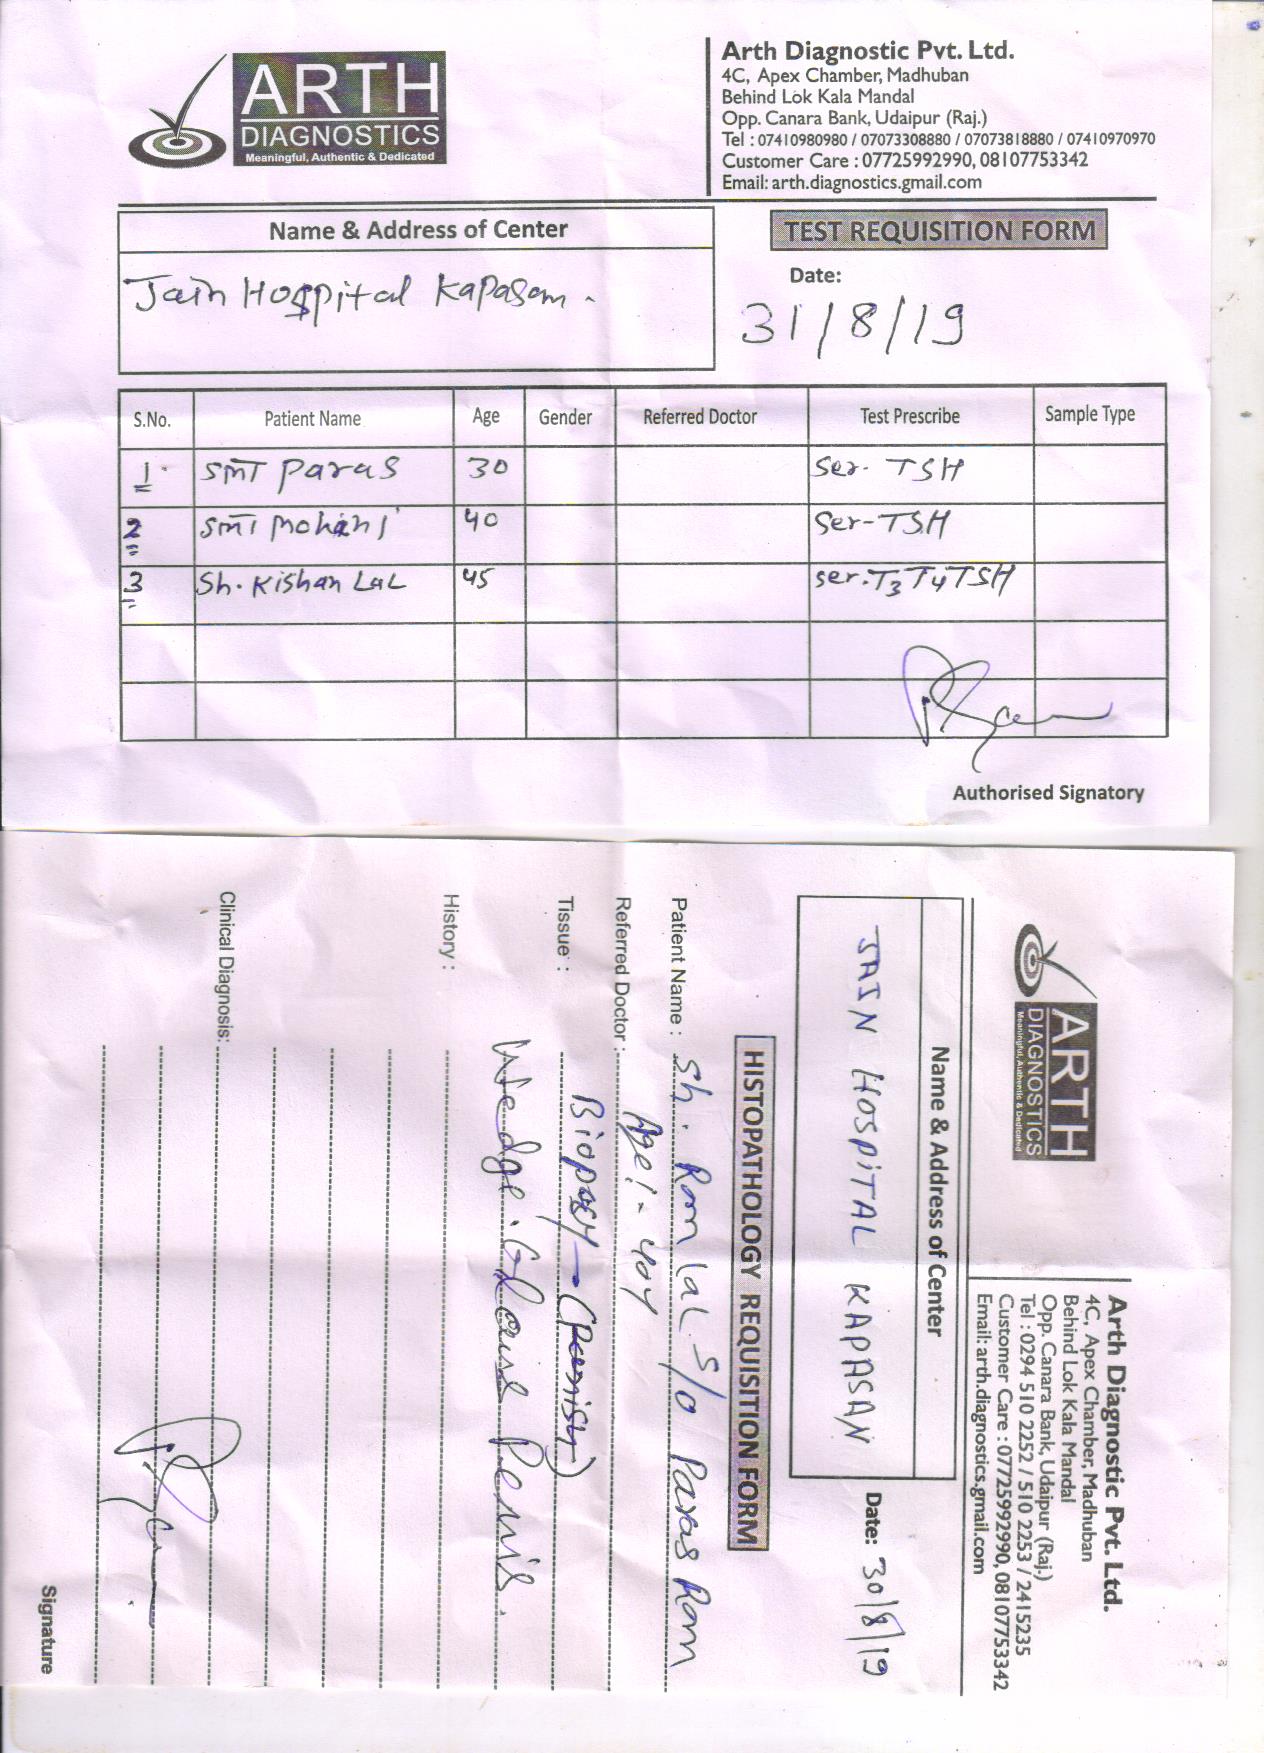 ARTH
DIAGNOSTICS
Meaningful, Authentic & Dedicated
Arth Diagnostic Pvt. Ltd.
4C, Apex Chamber, Madhuban
Behind Lok Kala Mandal
Opp. Canara Bank, Udaipur (Raj.)
Tel : 07410980980 / 07073308880 / 07073818880 / 07410970970
Customer Care : 07725992990, 08107753342
Email: arth.diagnostics.gmail.com
Name & Address of Center
TEST REQUISITION FORM
Jain Hospital Kapasan.
Date:
31/8/19
S.No. Patient Name Age Gender Referred Doctor Test Prescribe Sample Type
1 SMT Paras 30 Ser- TSH
2 SMT Mohani 40 Ser-TSH
3 Sh. Kishan Lal 45 Ser. T3 T4 TSH
Authorised Signatory
ARTH
DIAGNOSTICS
Meaningful, Authentic & Dedicated
Arth Diagnostic Pvt. Ltd.
4C, Apex Chamber, Madhuban
Behind Lok Kala Mandal
Opp. Canara Bank, Udaipur (Raj.)
Tel : 0294 510 2252 / 510 2253 / 2415235
Customer Care : 07725992990, 08107753342
Email: arth.diagnostics.gmail.com
Name & Address of Center
JAIN HOSPITAL KAPASAN
Date: 30/8/19
HISTOPATHOLOGY REQUISITION FORM
Patient Name : Sh. Ram Lal S/o Paras Ram
Age :- 40y
Referred Doctor :
Biopsy →
Tissue :
Wedge. Penis.
History :
Clinical Diagnosis:
Signature